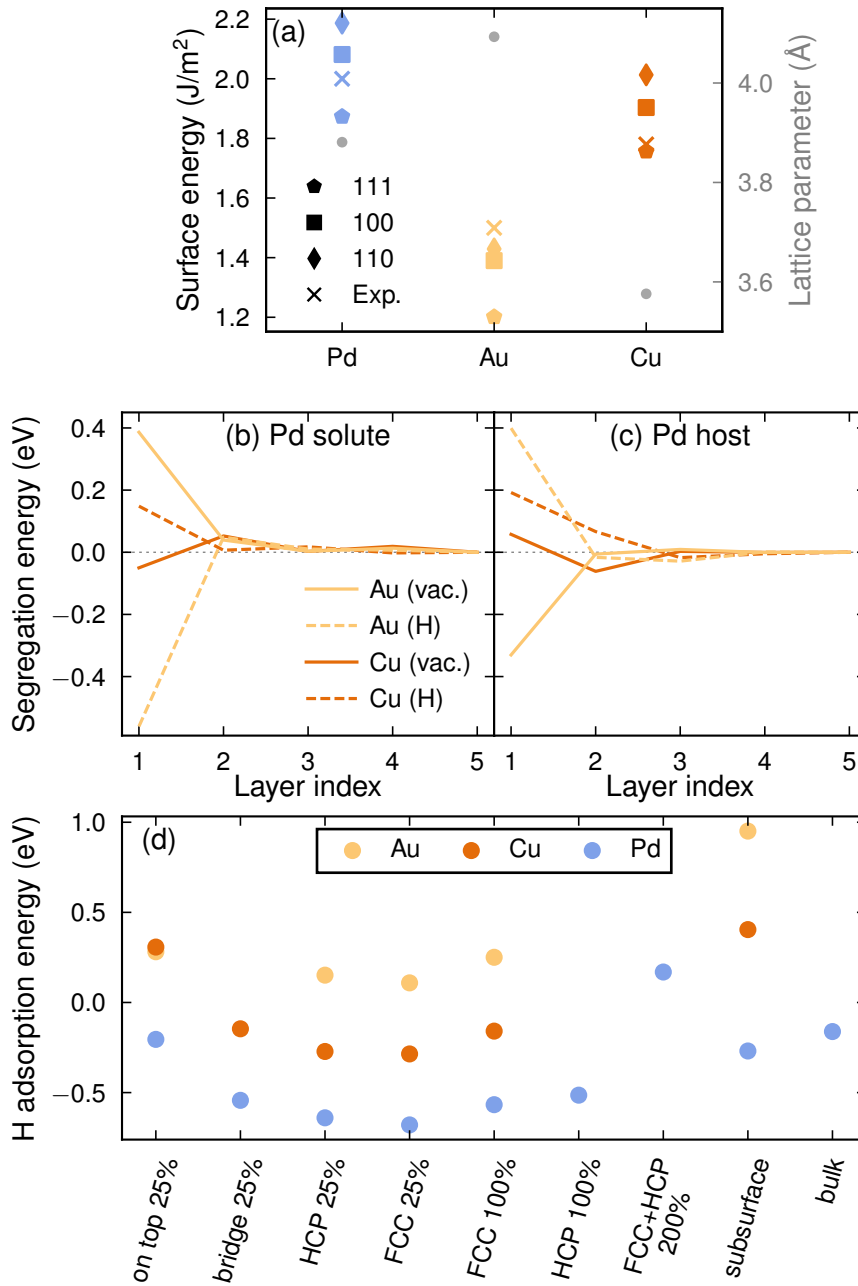 (a)
Surface energy (J/m²)
2.2
2.0
1.8
1.6
1.4
1.2
111
100
110
Exp.
4.0
3.8
3.6
Lattice parameter (Å)
Pd Au Cu
(b) Pd solute
(c) Pd host
Segregation energy (eV)
0.4
0.2
0.0
−0.2
−0.4
Au (vac.)
Au (H)
Cu (vac.)
Cu (H)
1 2 3 4 5
1 2 3 4 5
Layer index
Layer index
(d)
H adsorption energy (eV)
1.0
0.5
0.0
−0.5
Au Cu Pd
on top 25%
bridge 25%
HCP 25%
FCC 25%
FCC 100%
HCP 100%
FCC+HCP
200%
subsurface
bulk